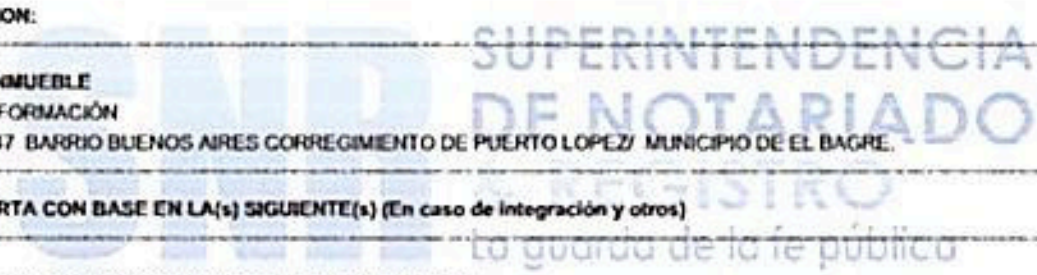 ON:
SUPERINTENDENCIA
NMUEBLE
FORMACIÓN
DE NOTARIADO
7 BARRIO BUENOS AIRES CORREGIMIENTO DE PUERTO LOPEZ/ MUNICIPIO DE EL BAGRE.
& REGISTRO
RTA CON BASE EN LA(s) SIGUIENTE(s) (En caso de integración y otros)
La guarda de la fe pública